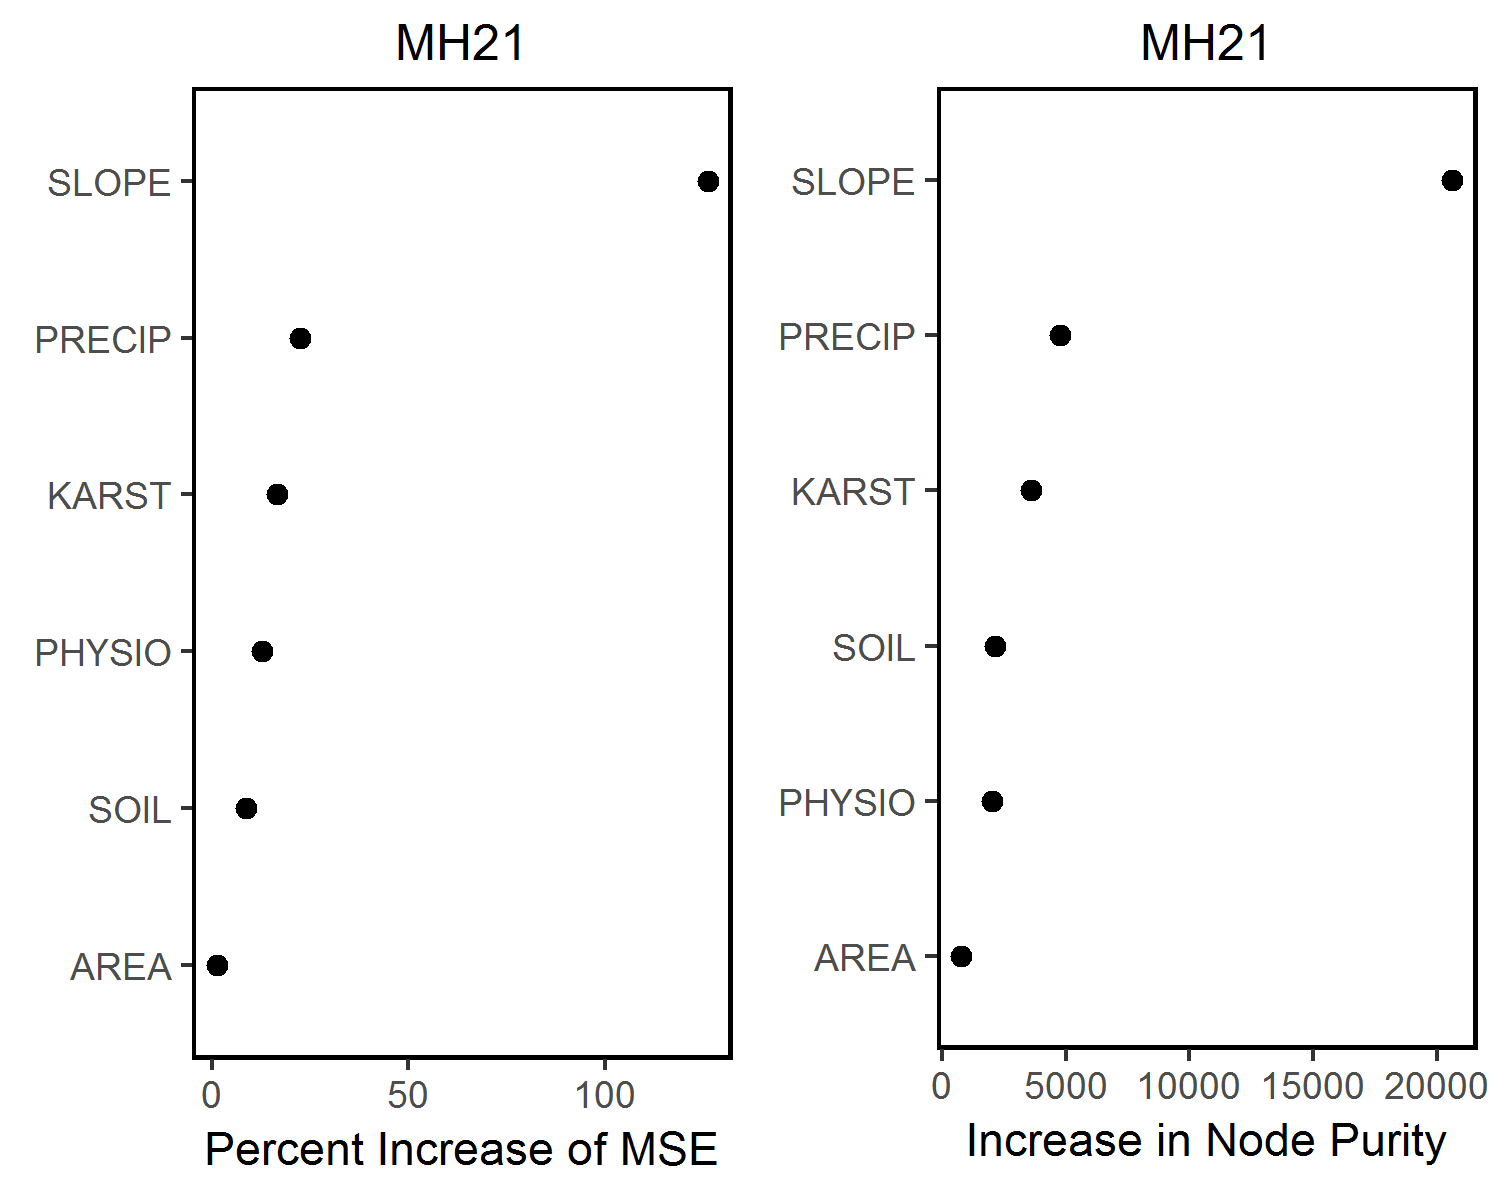 MH21
SLOPE
PRECIP
KARST
PHYSIO
SOIL
AREA
0 50 100
Percent Increase of MSE
MH21
SLOPE
PRECIP
KARST
SOIL
PHYSIO
AREA
0 5000 10000 15000 20000
Increase in Node Purity